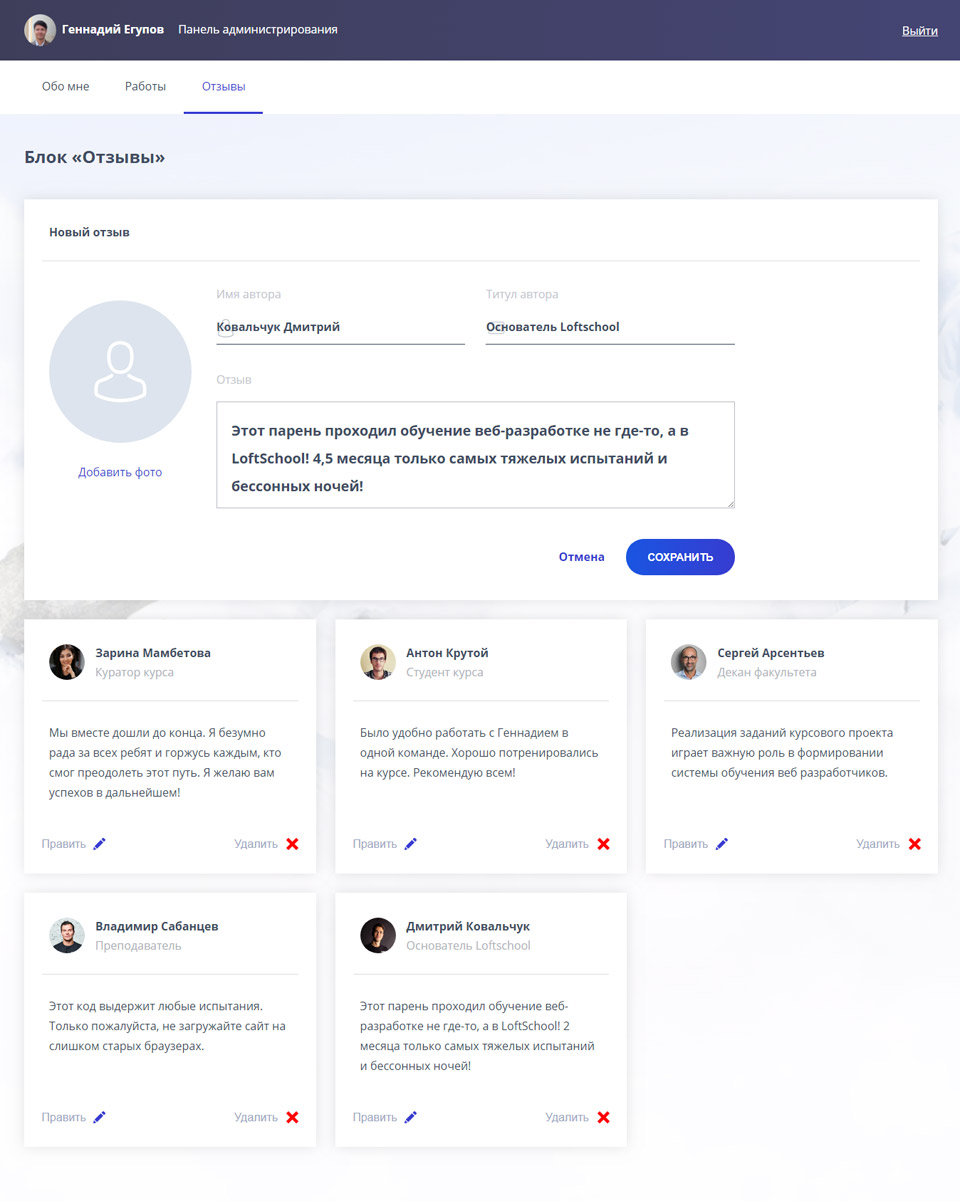 Геннадий Егупов Панель администрирования Выйти
Обо мне Работы Отзывы
Блок «Отзывы»
Новый отзыв
Имя автора Титул автора
Ковальчук Дмитрий Основатель Loftschool
Отзыв
Этот парень проходил обучение веб-разработке не где-то, а в
LoftSchool! 4,5 месяца только самых тяжелых испытаний и
бессонных ночей!
Добавить фото
Отмена СОХРАНИТЬ
Зарина Мамбетова
Куратор курса
Мы вместе дошли до конца. Я безумно
рада за всех ребят и горжусь каждым, кто
смог преодолеть этот путь. Я желаю вам
успехов в дальнейшем!
Править Удалить
Антон Крутой
Студент курса
Было удобно работать с Геннадием в
одной команде. Хорошо потренировались
на курсе. Рекомендую всем!
Править Удалить
Сергей Арсентьев
Декан факультета
Реализация заданий курсового проекта
играет важную роль в формировании
системы обучения веб разработчиков.
Править Удалить
Владимир Сабанцев
Преподаватель
Этот код выдержит любые испытания.
Только пожалуйста, не загружайте сайт на
слишком старых браузерах.
Править Удалить
Дмитрий Ковальчук
Основатель Loftschool
Этот парень проходил обучение веб-
разработке не где-то, а в LoftSchool! 2
месяца только самых тяжелых испытаний
и бессонных ночей!
Править Удалить